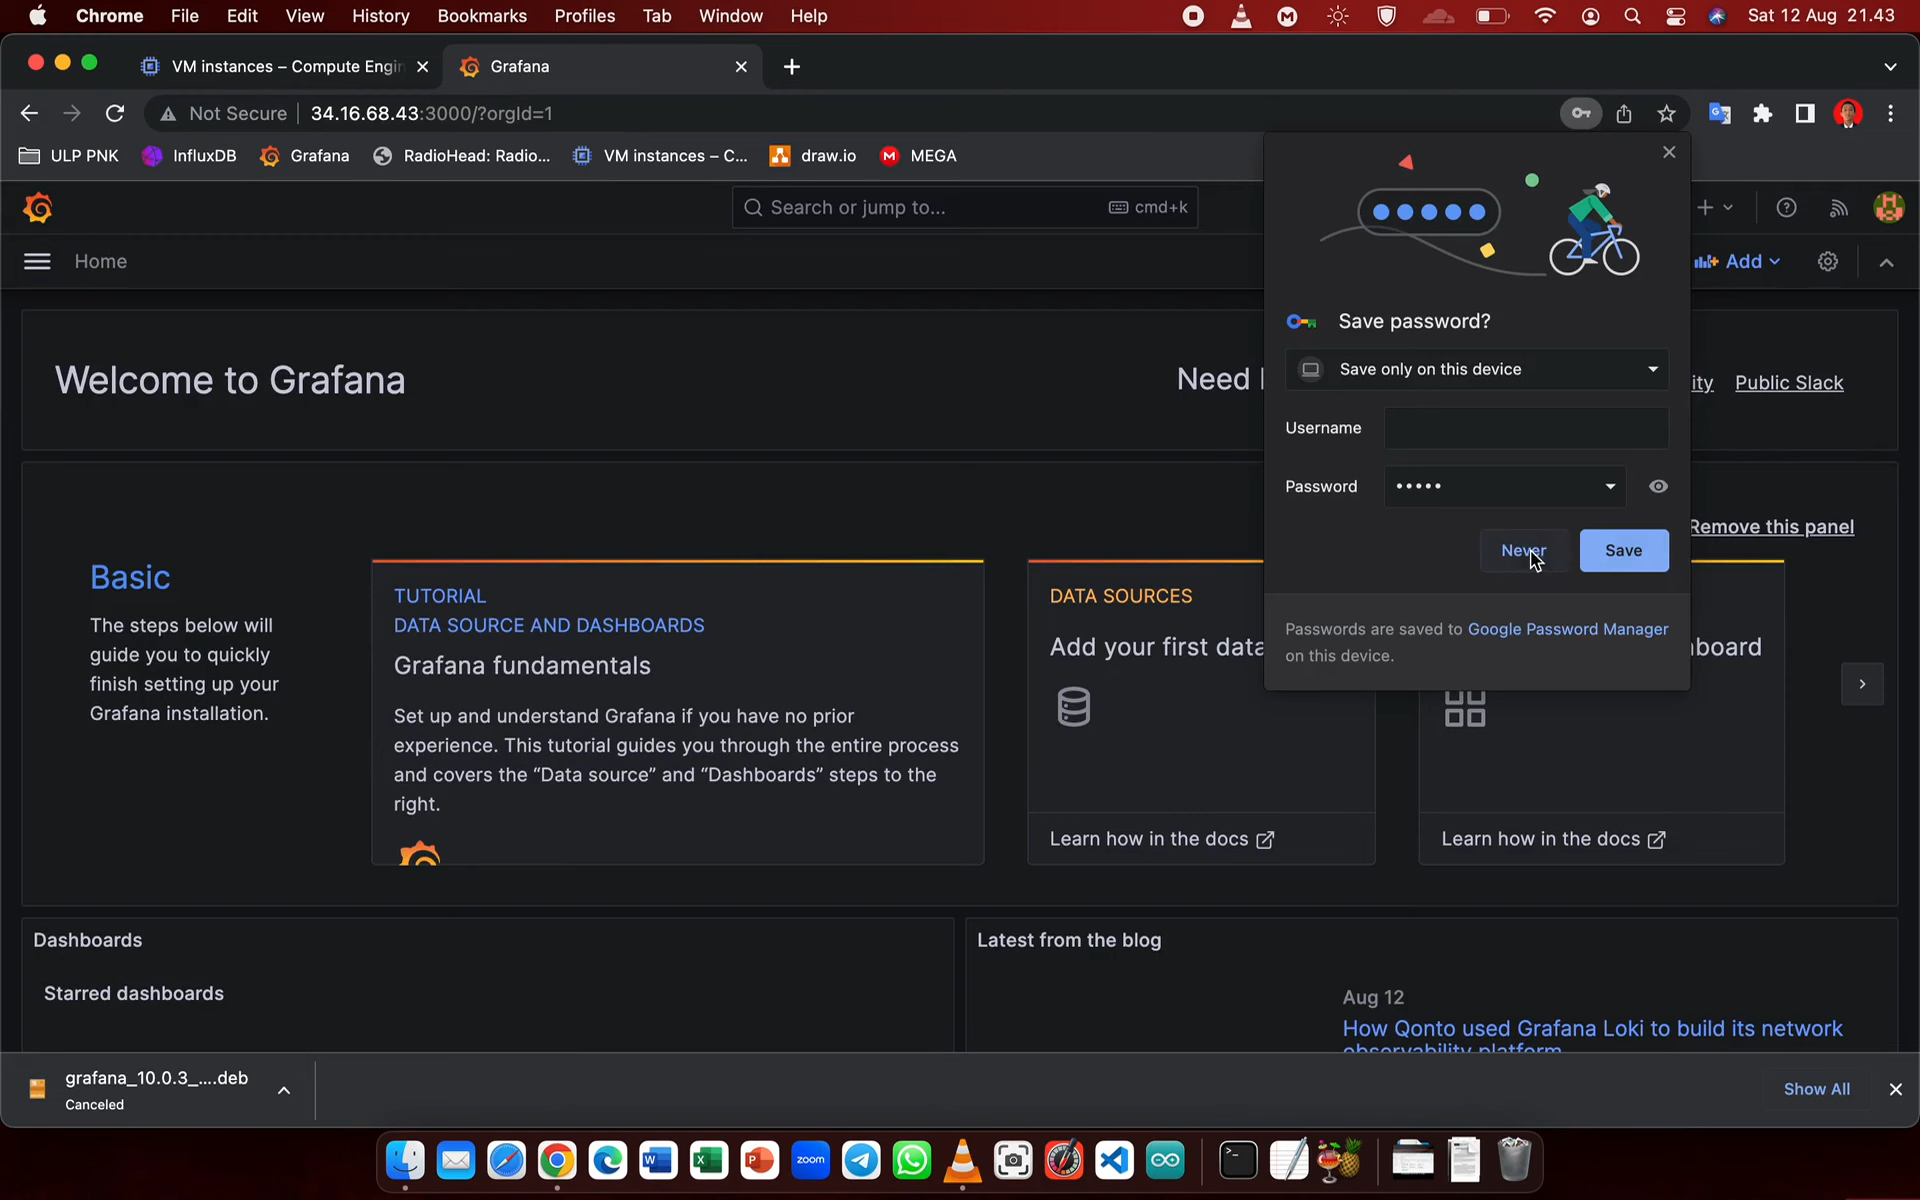 Chrome File Edit View History Bookmarks Profiles Tab Window Help Sat 12 Aug 21.43
VM instances – Compute Engin Grafana
Not Secure 34.16.68.43:3000/?orgId=1
ULP PNK InfluxDB Grafana RadioHead: Radio... VM instances – C... draw.io MEGA
Search or jump to... cmd+k
Home Add
Save password?
Save only on this device
Username
Password •••••
Never Save
Passwords are saved to Google Password Manager
on this device.
Welcome to Grafana Need ity Public Slack
Remove this panel
Basic
The steps below will
guide you to quickly
finish setting up your
Grafana installation.
TUTORIAL
DATA SOURCE AND DASHBOARDS
Grafana fundamentals
Set up and understand Grafana if you have no prior
experience. This tutorial guides you through the entire process
and covers the “Data source” and “Dashboards” steps to the
right.
DATA SOURCES
Add your first data
Learn how in the docs
board
Learn how in the docs
Dashboards
Starred dashboards
Latest from the blog
Aug 12
How Qonto used Grafana Loki to build its network
observability platform
grafana_10.0.3_....deb
Canceled
Show All
zoom